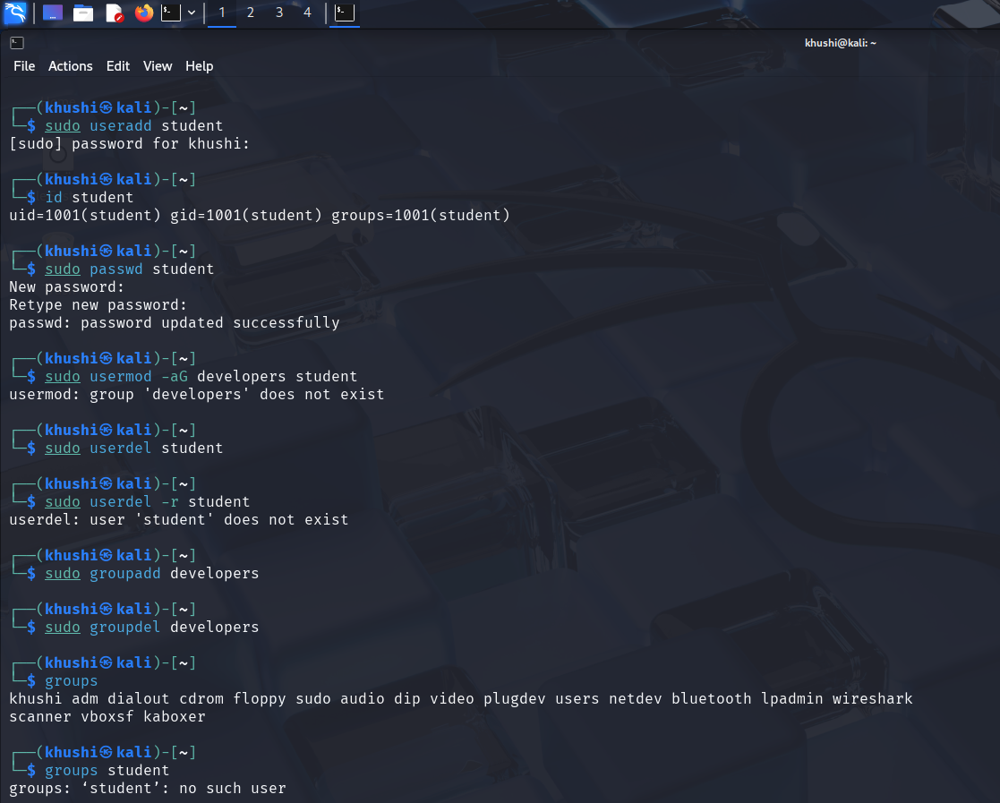 1 2 3 4
khushi@kali: ~
File Actions Edit View Help
┌──(khushi㉿kali)-[~]
└─$ sudo useradd student
[sudo] password for khushi:
┌──(khushi㉿kali)-[~]
└─$ id student
uid=1001(student) gid=1001(student) groups=1001(student)
┌──(khushi㉿kali)-[~]
└─$ sudo passwd student
New password:
Retype new password:
passwd: password updated successfully
┌──(khushi㉿kali)-[~]
└─$ sudo usermod -aG developers student
usermod: group 'developers' does not exist
┌──(khushi㉿kali)-[~]
└─$ sudo userdel student
┌──(khushi㉿kali)-[~]
└─$ sudo userdel -r student
userdel: user 'student' does not exist
┌──(khushi㉿kali)-[~]
└─$ sudo groupadd developers
┌──(khushi㉿kali)-[~]
└─$ sudo groupdel developers
┌──(khushi㉿kali)-[~]
└─$ groups
khushi adm dialout cdrom floppy sudo audio dip video plugdev users netdev bluetooth lpadmin wireshark
scanner vboxsf kaboxer
┌──(khushi㉿kali)-[~]
└─$ groups student
groups: ‘student’: no such user